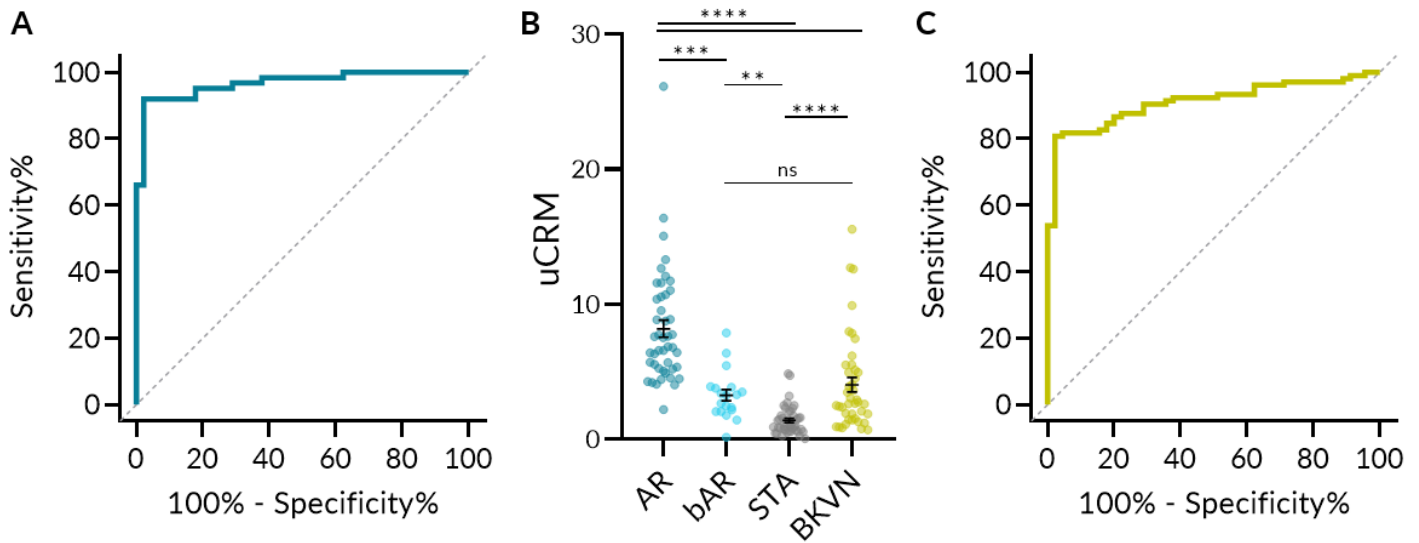 A
Sensitivity%
100
80
60
40
20
0
0 20 40 60 80 100
100% - Specificity%
B
uCRM
30
20
10
0
****
***
**
****
ns
AR bAR STA BKVN
C
Sensitivity%
100
80
60
40
20
0
0 20 40 60 80 100
100% - Specificity%